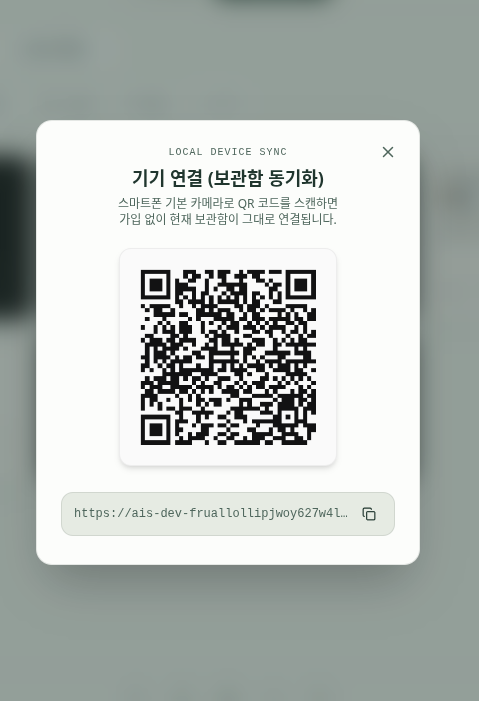 LOCAL DEVICE SYNC
기기 연결 (보관함 동기화)
스마트폰 기본 카메라로 QR 코드를 스캔하면
가입 없이 현재 보관함이 그대로 연결됩니다.
https://ais-dev-fruallollipjwoy627w4l…